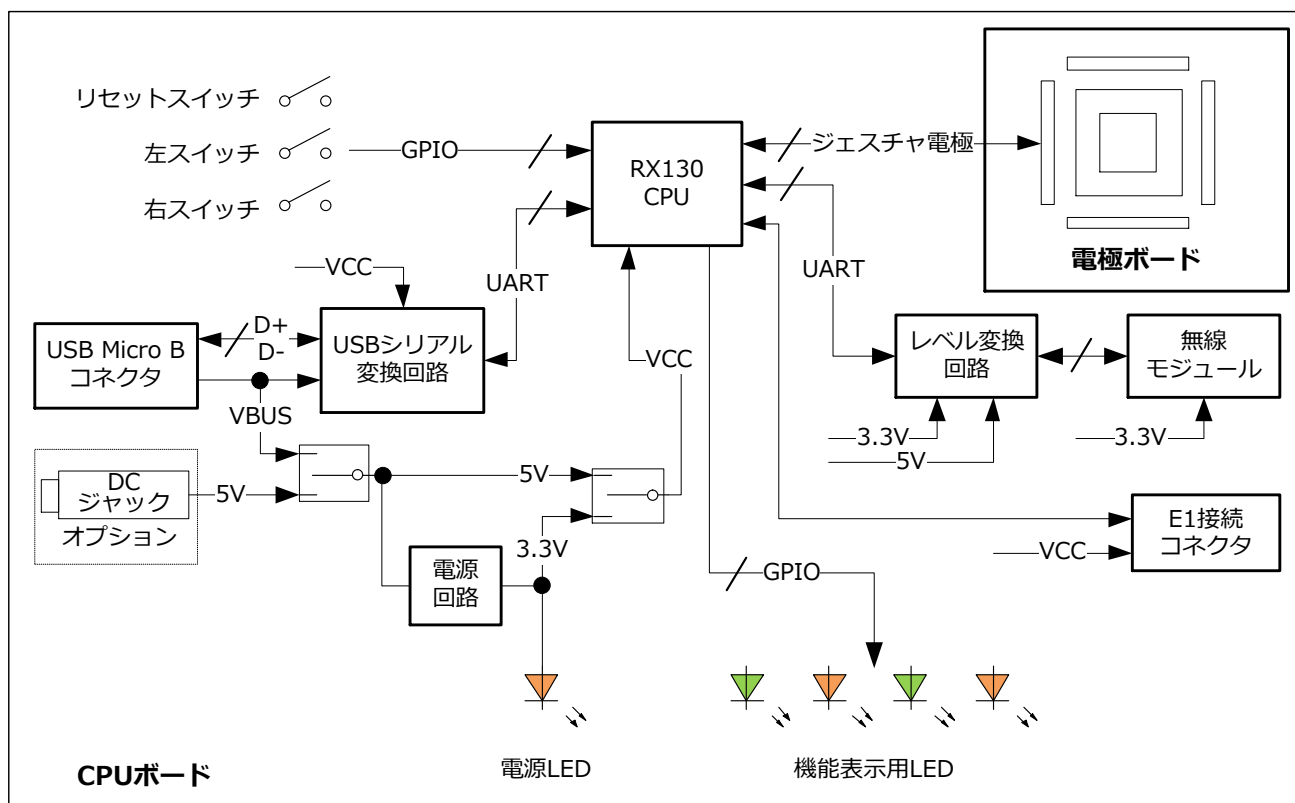 リセットスイッチ
左スイッチ
右スイッチ
GPIO
RX130
CPU
ジェスチャ電極
電極ボード
UART
UART
VCC
USB Micro B
コネクタ
D+
D-
USBシリアル
変換回路
VBUS
VCC
レベル変換
回路
無線
モジュール
3.3V
5V
3.3V
DC
ジャック
オプション
5V
5V
3.3V
電源
回路
E1接続
コネクタ
VCC
GPIO
電源LED
機能表示用LED
CPUボード